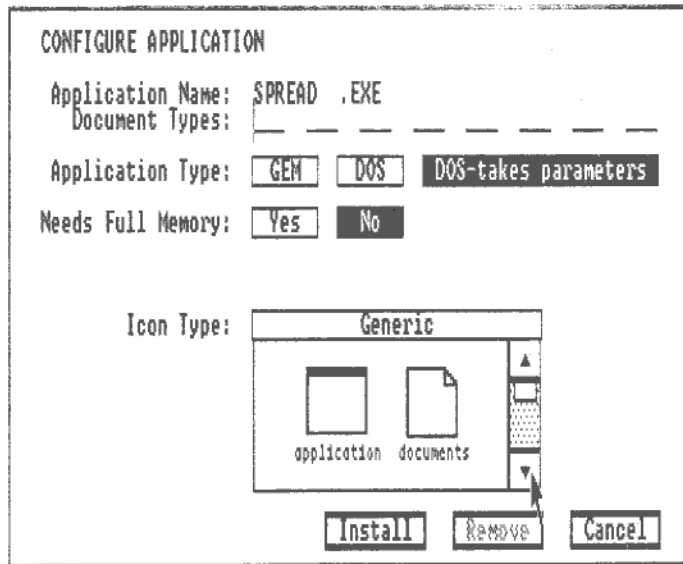 CONFIGURE APPLICATION
Application Name: SPREAD .EXE
Document Types:
Application Type: GEM DOS DOS-takes parameters
Needs Full Memory: Yes No
Icon Type: Generic
application documents
Install Remove Cancel